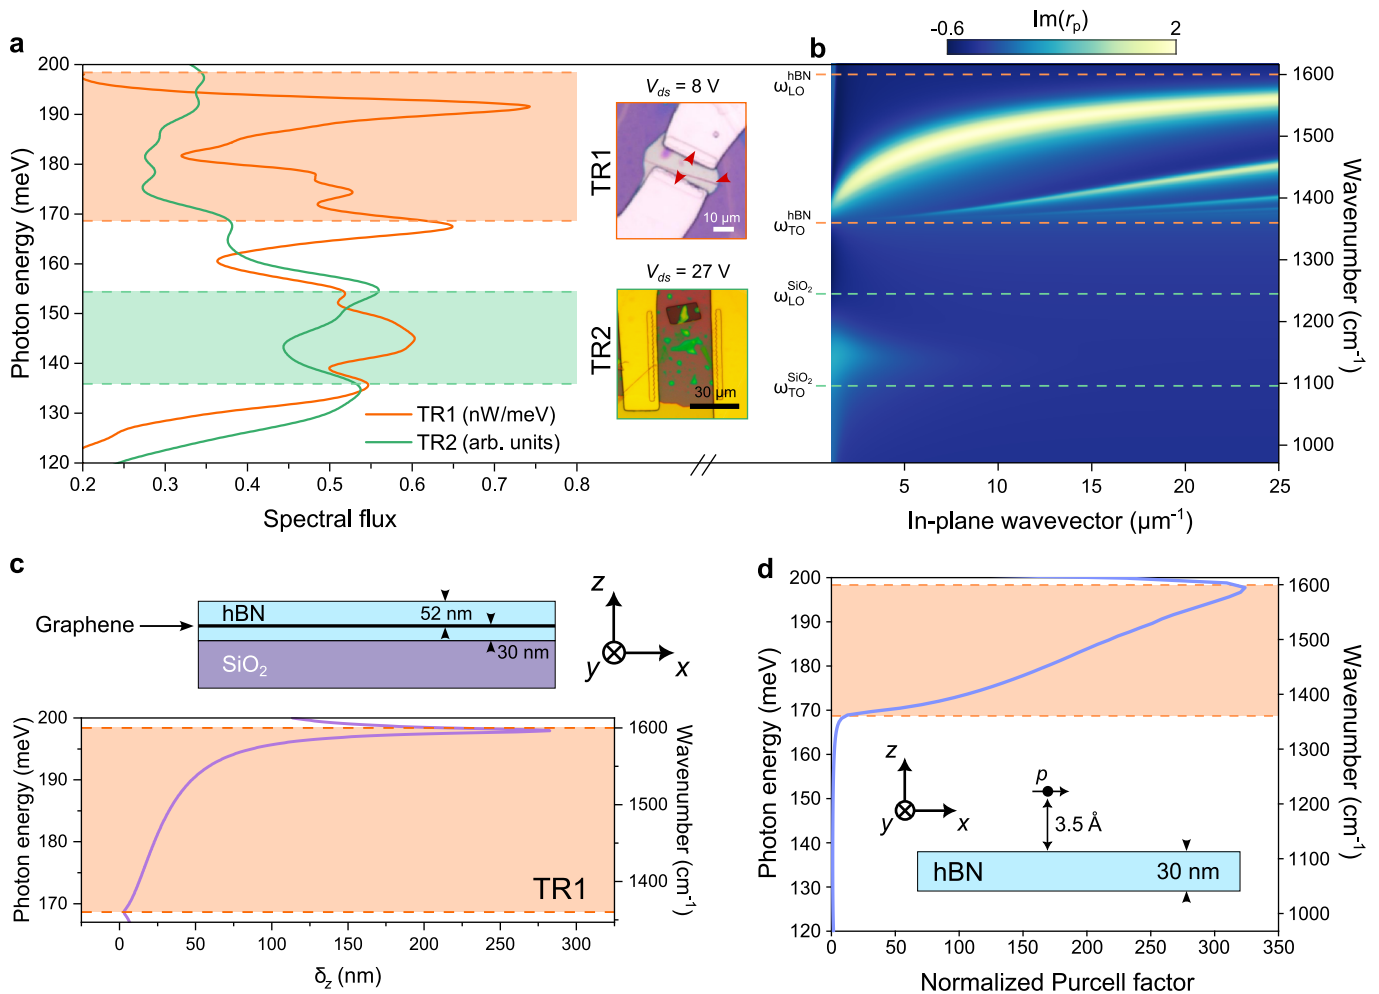 a
200
190
180
170
160
150
140
130
120
Photon energy (meV)
0.2 0.3 0.4 0.5 0.6 0.7 0.8
Spectral flux
TR1 (nW/meV)
TR2 (arb. units)
V_ds = 8 V
TR1
10 µm
V_ds = 27 V
TR2
30 µm
Im(r_p)
-0.6 2
b
ω_LO^hBN
ω_TO^hBN
ω_LO^SiO₂
ω_TO^SiO₂
1600
1500
1400
1300
1200
1100
1000
Wavenumber (cm⁻¹)
5 10 15 20 25
In-plane wavevector (µm⁻¹)
c
hBN
52 nm
Graphene
30 nm
SiO₂
z
y x
200
190
180
170
Photon energy (meV)
1600
1500
1400
Wavenumber (cm⁻¹)
TR1
0 50 100 150 200 250 300
δ_z (nm)
d
200
190
180
170
160
150
140
130
120
Photon energy (meV)
1600
1500
1400
1300
1200
1100
1000
Wavenumber (cm⁻¹)
z
y x
p
3.5 Å
hBN
30 nm
0 50 100 150 200 250 300 350
Normalized Purcell factor